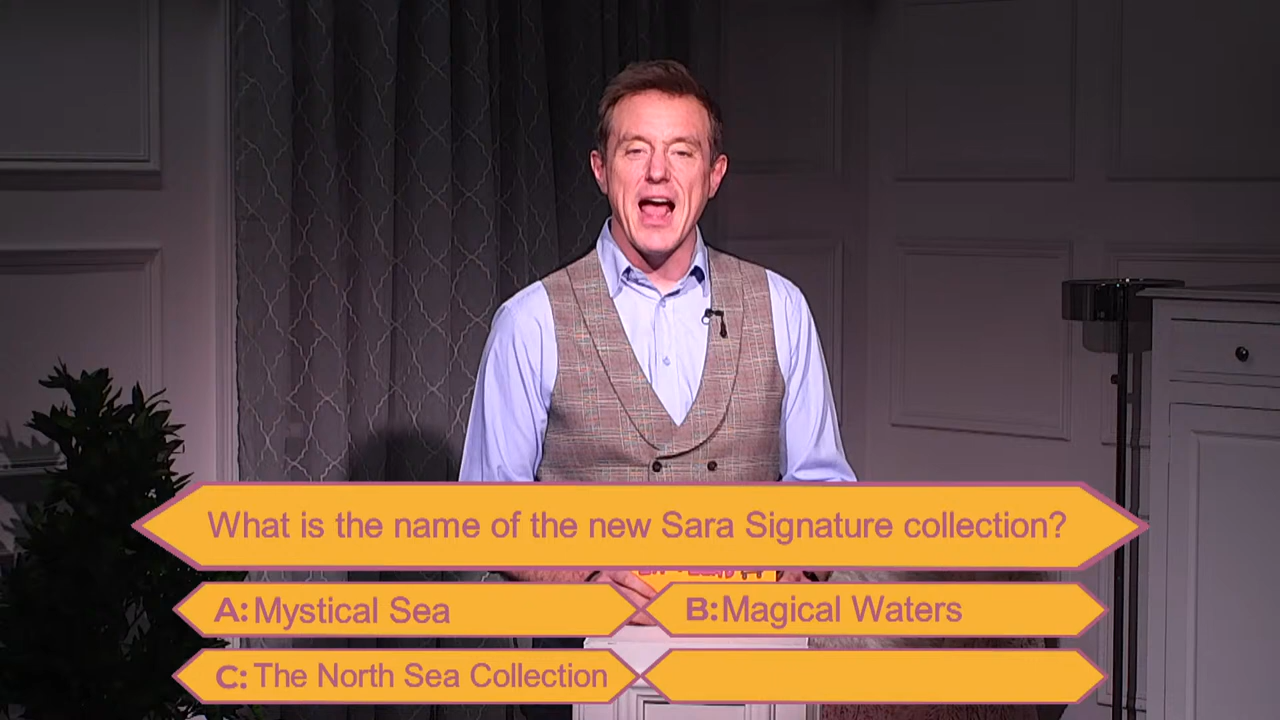 What is the name of the new Sara Signature collection?
A: Mystical Sea
B: Magical Waters
C: The North Sea Collection